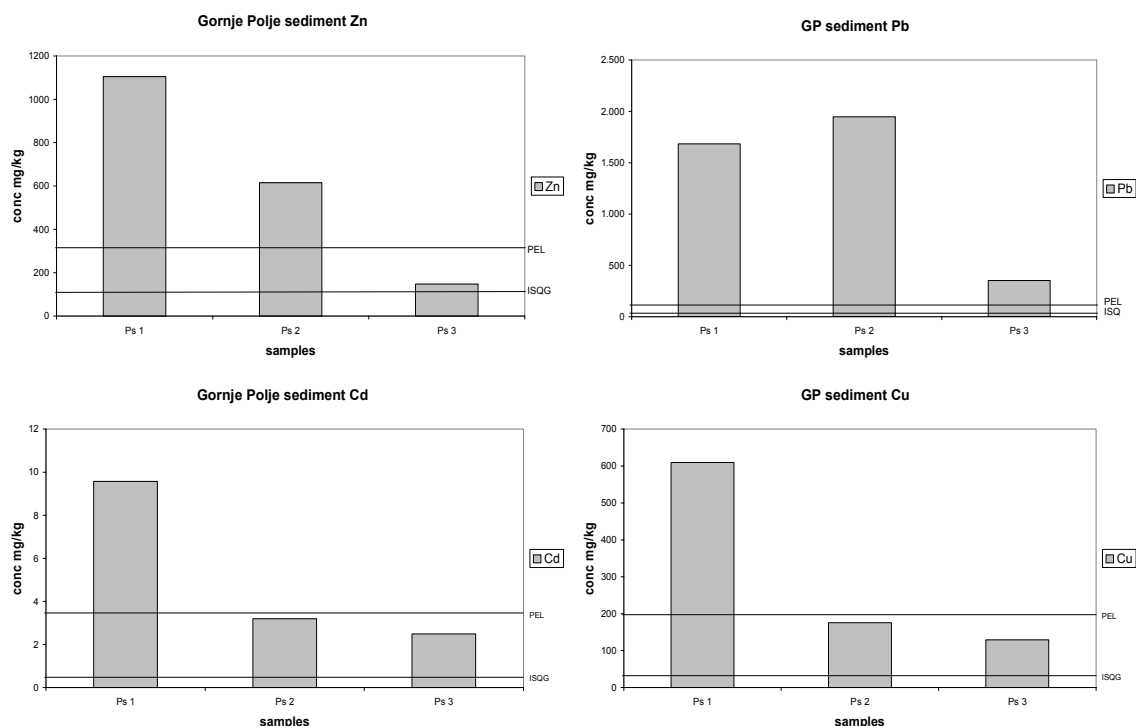 Gornje Polje sediment Zn
1200
1000
800
600
400
200
0
conc mg/kg
Ps 1
Ps 2
Ps 3
samples
Zn
PEL
ISQG
GP sediment Pb
2.500
2.000
1.500
1.000
500
0
conc mg/kg
Ps 1
Ps 2
Ps 3
samples
Pb
PEL
ISQ
Gornje Polje sediment Cd
12
10
8
6
4
2
0
conc mg/kg
Ps 1
Ps 2
Ps 3
samples
Cd
PEL
ISQG
GP sediment Cu
700
600
500
400
300
200
100
0
conc mg/kg
Ps 1
Ps 2
Ps 3
samples
Cu
PEL
ISQG